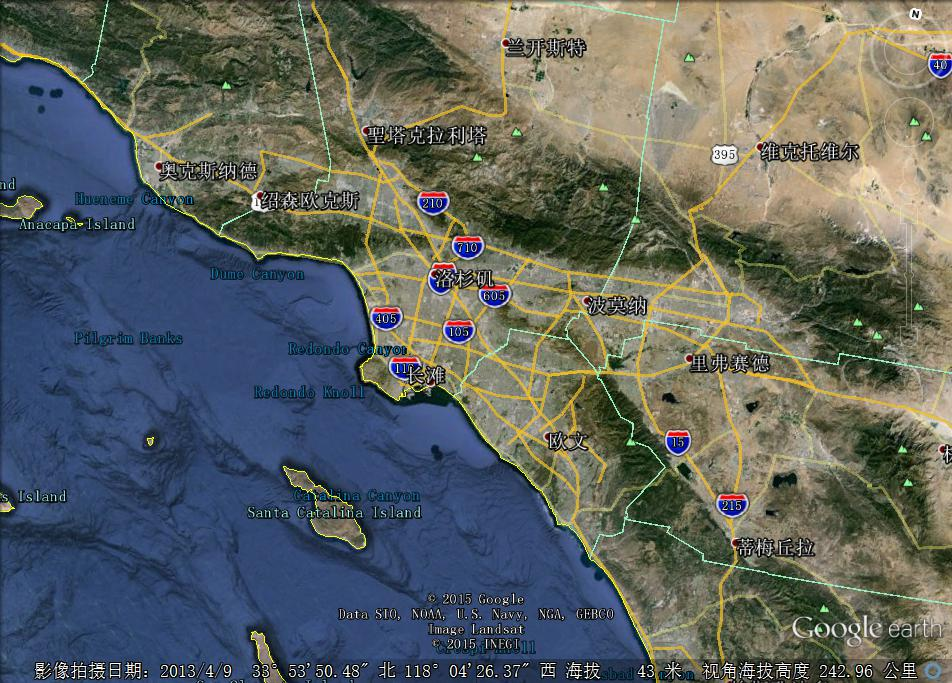 N
兰开斯特
40
聖塔克拉利塔
395
维克托维尔
奥克斯纳德
nd
Hueneme Canyon
绍森欧克斯
210
Anacapa Island
710
Dume Canyon
洛杉矶
605
波莫纳
405
105
Pilgrim Banks
Redondo Canyon
里弗赛德
110
长滩
Redondo Knoll
欧文
15
s Island
Catalina Canyon
Santa Catalina Island
215
蒂梅丘拉
© 2015 Google
Data SIO, NOAA, U.S. Navy, NGA, GEBCO
Image Landsat
© 2015 INEGI
Google earth
影像拍摄日期: 2013/4/9 33° 53′50.48″ 北 118° 04′26.37″ 西 海拔 43 米 视角海拔高度 242.96 公里